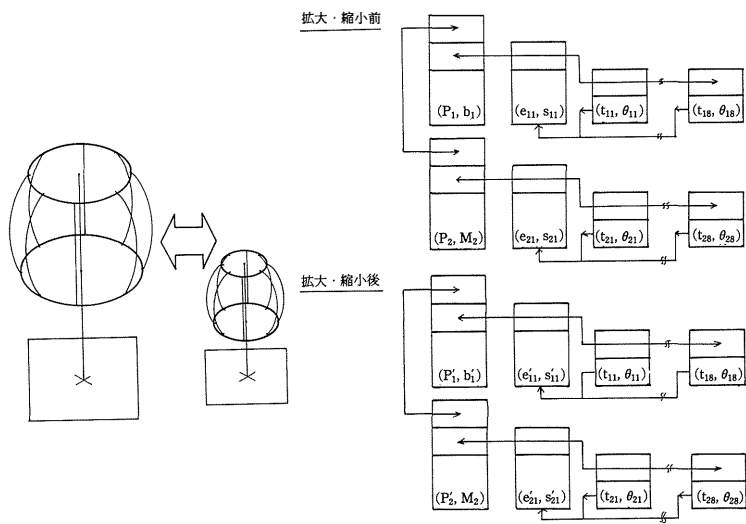 拡大・縮小前
(P₁, b₁) (e₁₁, s₁₁) (t₁₁, θ₁₁) (t₁₈, θ₁₈)
(P₂, M₂) (e₂₁, s₂₁) (t₂₁, θ₂₁) (t₂₈, θ₂₈)
拡大・縮小後
(P′₁, b′₁) (e′₁₁, s′₁₁) (t₁₁, θ₁₁) (t₁₈, θ₁₈)
(P′₂, M₂) (e′₂₁, s′₂₁) (t₂₁, θ₂₁) (t₂₈, θ₂₈)